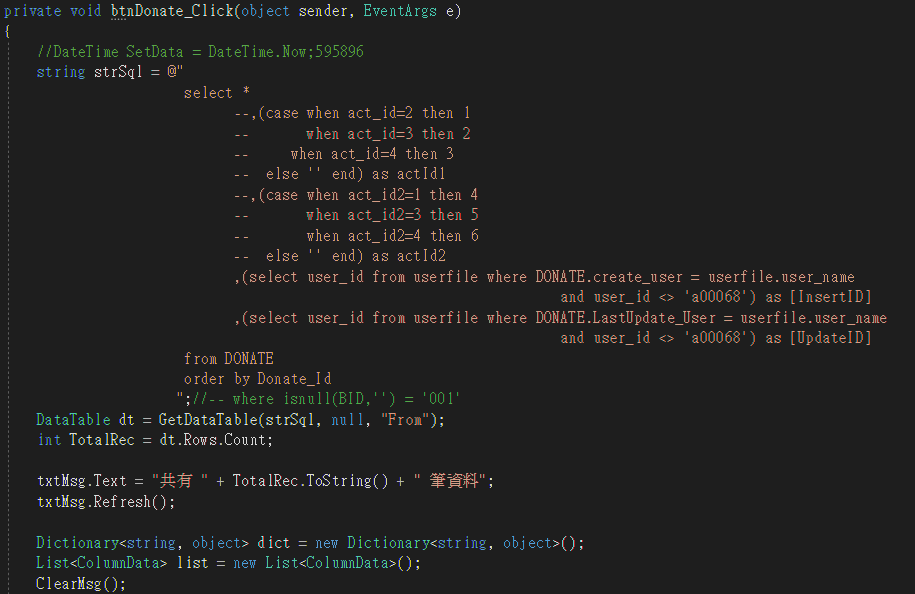 private void btnDonate_Click(object sender, EventArgs e)
{
//DateTime SetData = DateTime.Now;595896
string strSql = @"
select *
--,(case when act_id=2 then 1
-- when act_id=3 then 2
-- when act_id=4 then 3
-- else '' end) as actId1
--,(case when act_id2=1 then 4
-- when act_id2=3 then 5
-- when act_id2=4 then 6
-- else '' end) as actId2
,(select user_id from userfile where DONATE.create_user = userfile.user_name
and user_id <> 'a00068') as [InsertID]
,(select user_id from userfile where DONATE.LastUpdate_User = userfile.user_name
and user_id <> 'a00068') as [UpdateID]
from DONATE
order by Donate_Id
";//-- where isnull(BID,'') = '001'
DataTable dt = GetDataTable(strSql, null, "From");
int TotalRec = dt.Rows.Count;
txtMsg.Text = "共有 " + TotalRec.ToString() + " 筆資料";
txtMsg.Refresh();
Dictionary<string, object> dict = new Dictionary<string, object>();
List<ColumnData> list = new List<ColumnData>();
ClearMsg();